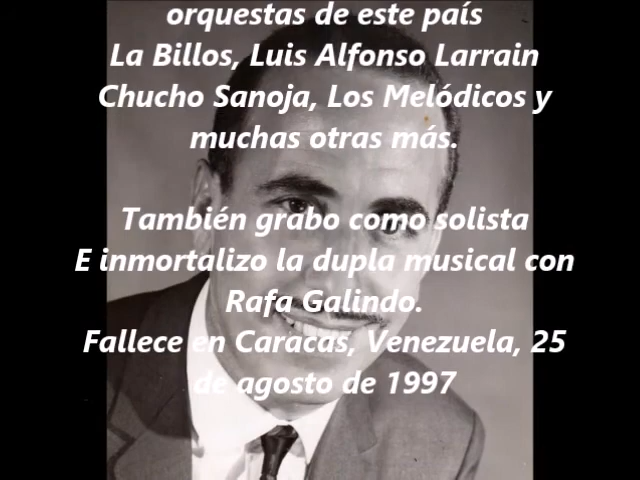 orquestas de este país
La Billos, Luis Alfonso Larrain
Chucho Sanoja, Los Melódicos y
muchas otras más.
También grabo como solista
E inmortalizo la dupla musical con
Rafa Galindo.
Fallece en Caracas, Venezuela, 25
de agosto de 1997